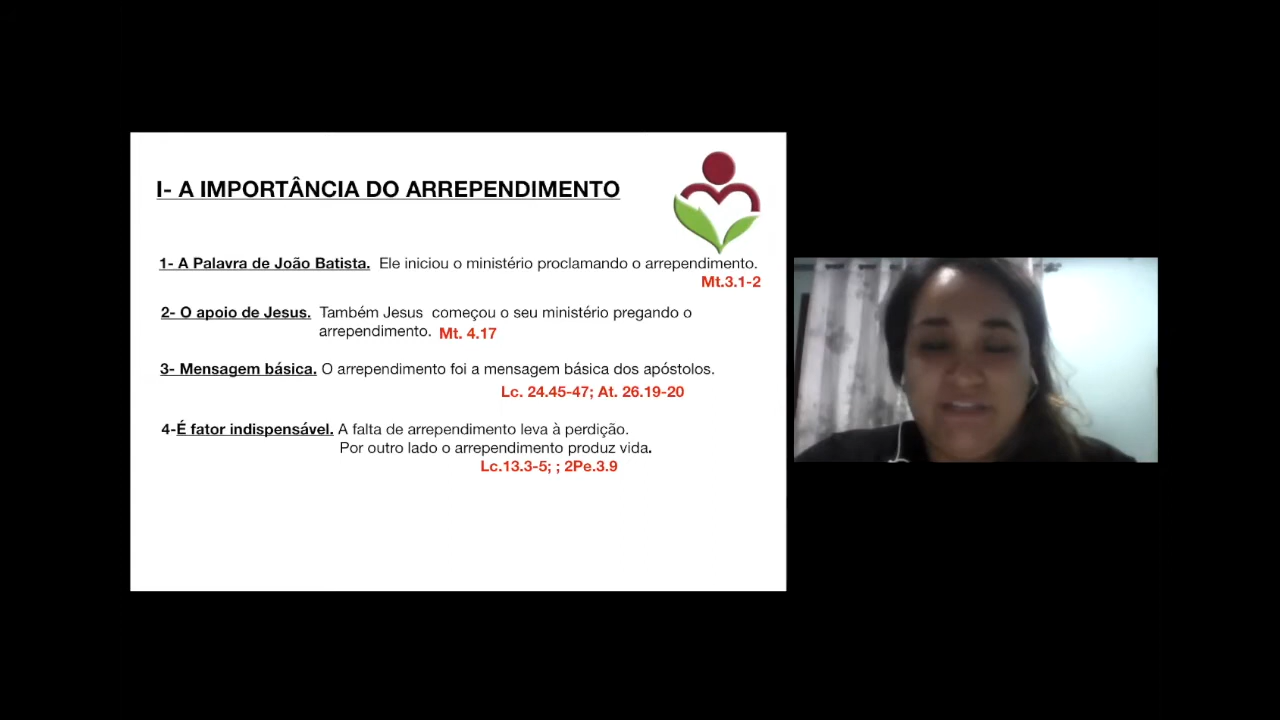 I- A IMPORTÂNCIA DO ARREPENDIMENTO
1- A Palavra de João Batista. Ele iniciou o ministério proclamando o arrependimento.
Mt.3.1-2
2- O apoio de Jesus. Também Jesus começou o seu ministério pregando o
arrependimento. Mt. 4.17
3- Mensagem básica. O arrependimento foi a mensagem básica dos apóstolos.
Lc. 24.45-47; At. 26.19-20
4-É fator indispensável. A falta de arrependimento leva à perdição.
Por outro lado o arrependimento produz vida.
Lc.13.3-5; ; 2Pe.3.9